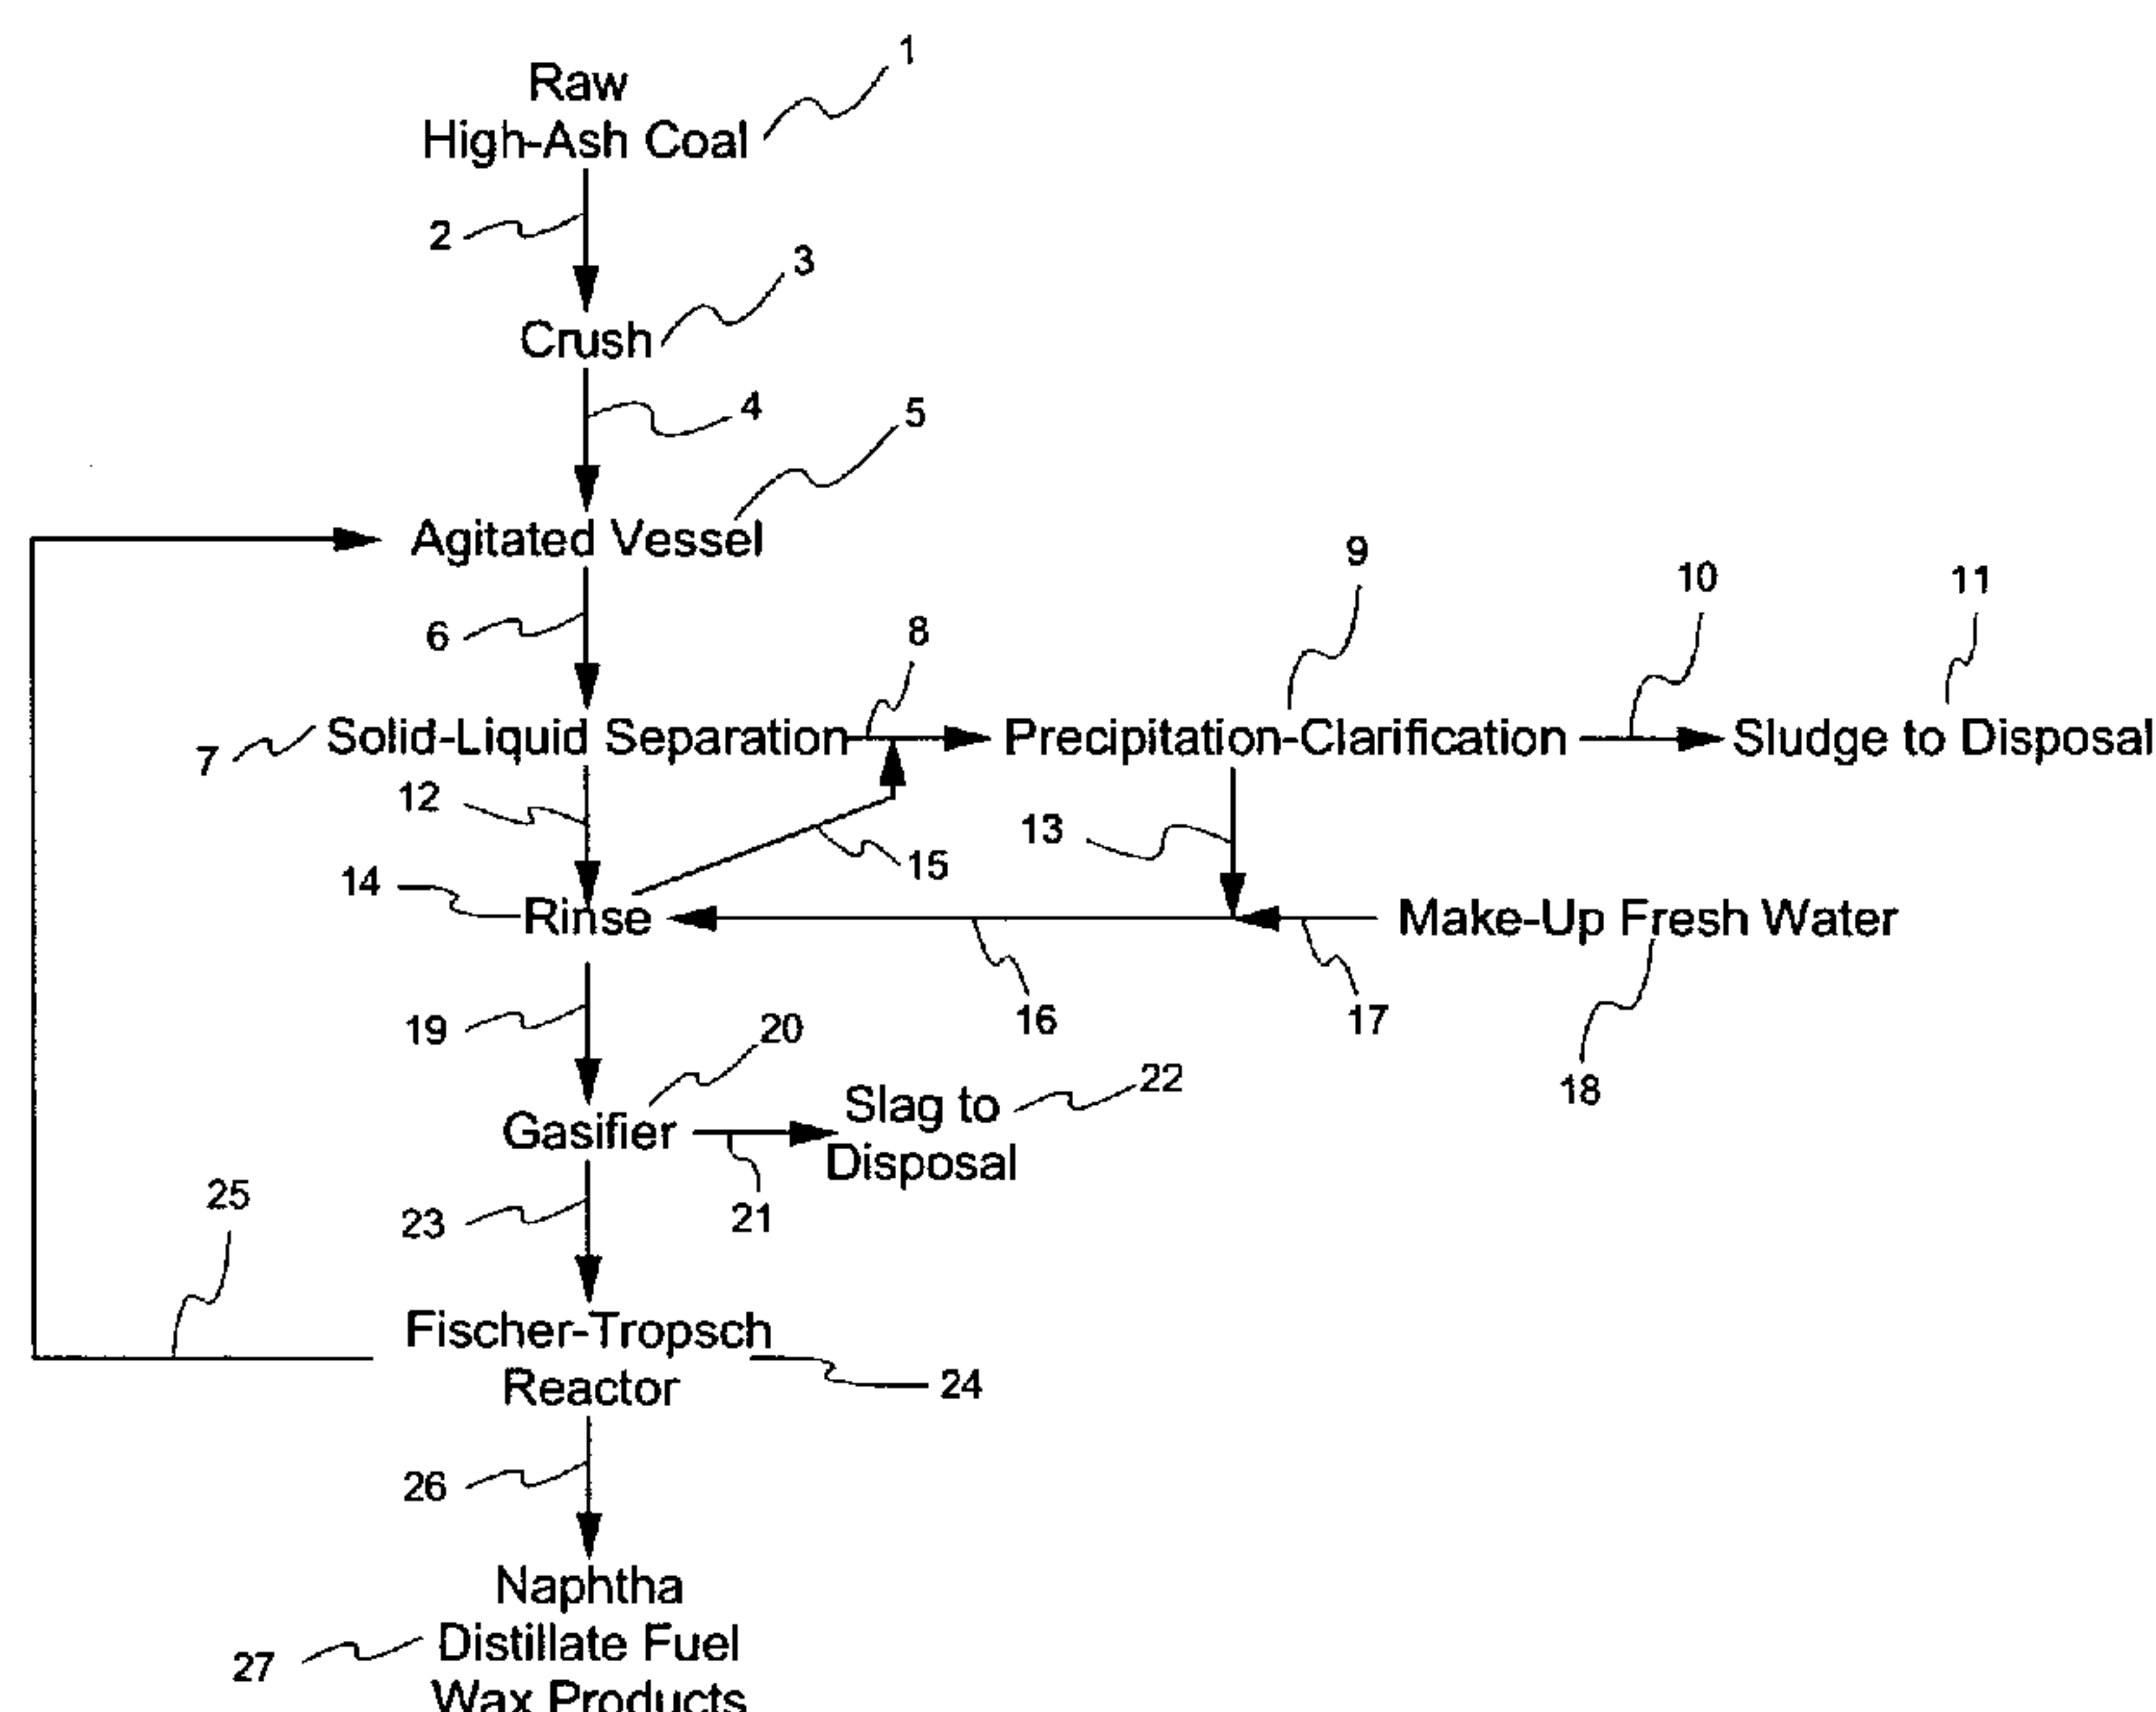 1
Raw
High-Ash Coal
2
3
Crush
4
5
Agitated Vessel
9
10
11
6
8
7
Solid-Liquid Separation
Precipitation-Clarification
Sludge to Disposal
12
13
15
14
Rinse
Make-Up Fresh Water
19
20
16
17
18
22
Slag to
Disposal
Gasifier
21
25
23
Fischer-Tropsch
Reactor
24
26
Naphtha
Distillate Fuel
Wax Products
27